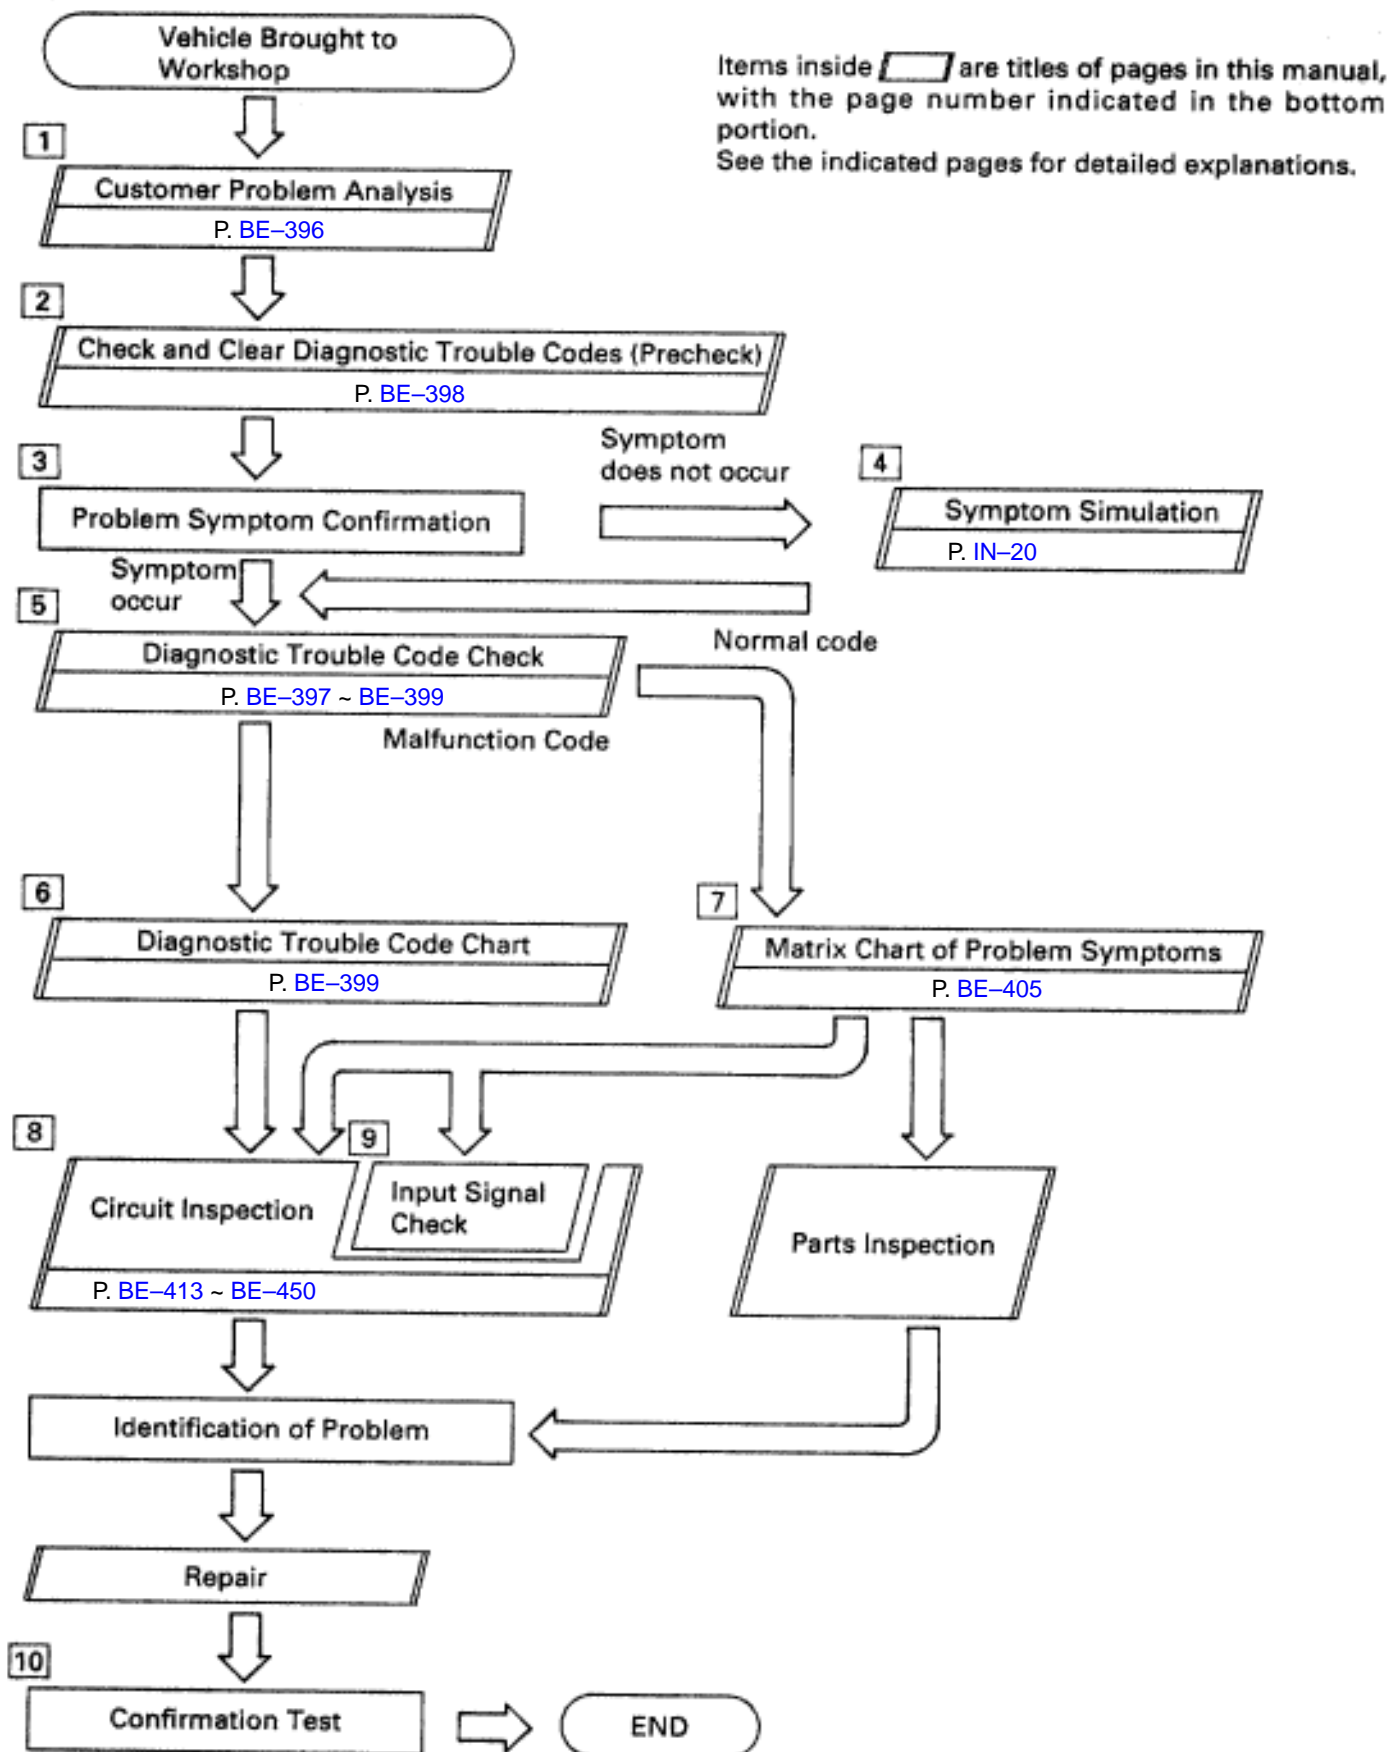 Vehicle Brought to
Workshop
Items inside are titles of pages in this manual,
with the page number indicated in the bottom
portion.
See the indicated pages for detailed explanations.
1
Customer Problem Analysis
P. BE–396
2
Check and Clear Diagnostic Trouble Codes (Precheck)
P. BE–398
3
Problem Symptom Confirmation
Symptom
does not occur
4
Symptom Simulation
P. IN–20
Symptom
occur
5
Diagnostic Trouble Code Check
P. BE–397 ~ BE–399
Normal code
Malfunction Code
6
Diagnostic Trouble Code Chart
P. BE–399
7
Matrix Chart of Problem Symptoms
P. BE–405
8
Circuit Inspection
9
Input Signal
Check
P. BE–413 ~ BE–450
Parts Inspection
Identification of Problem
Repair
10
Confirmation Test
END